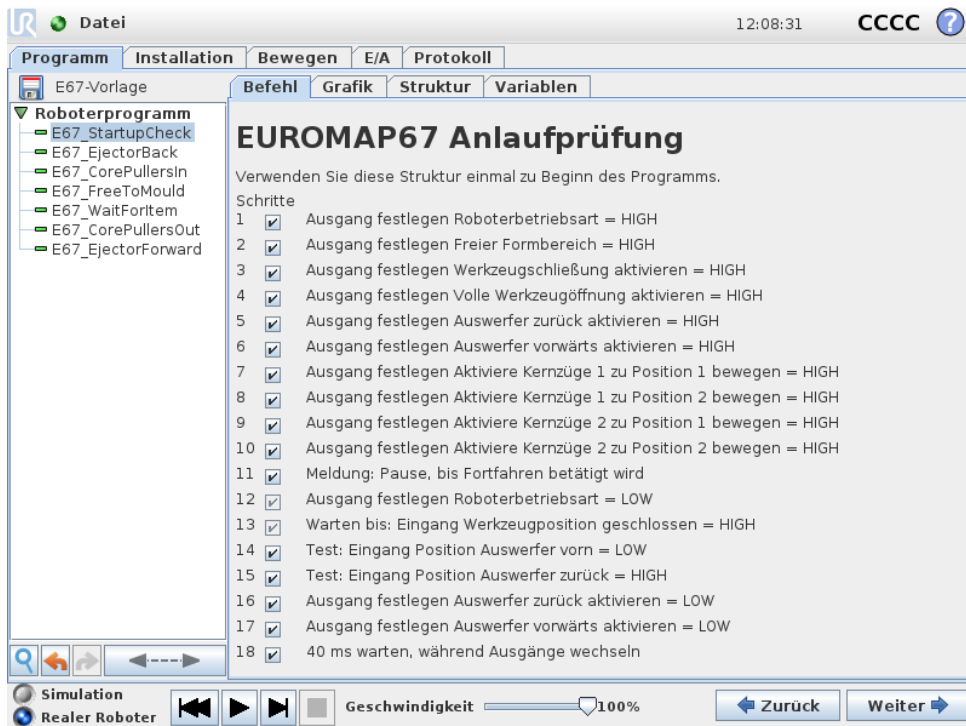 UR Datei 12:08:31 CCCC ?
Programm Installation Bewegen E/A Protokoll
E67-Vorlage Befehl Grafik Struktur Variablen
Roboterprogramm
E67_StartupCheck
E67_EjectorBack
E67_CorePullersIn
E67_FreeToMould
E67_WaitForItem
E67_CorePullersOut
E67_EjectorForward
EUROMAP67 Anlaufprüfung
Verwenden Sie diese Struktur einmal zu Beginn des Programms.
Schritte
1 Ausgang festlegen Roboterbetriebsart = HIGH
2 Ausgang festlegen Freier Formbereich = HIGH
3 Ausgang festlegen Werkzeugschließung aktivieren = HIGH
4 Ausgang festlegen Volle Werkzeugöffnung aktivieren = HIGH
5 Ausgang festlegen Auswerfer zurück aktivieren = HIGH
6 Ausgang festlegen Auswerfer vorwärts aktivieren = HIGH
7 Ausgang festlegen Aktiviere Kernzüge 1 zu Position 1 bewegen = HIGH
8 Ausgang festlegen Aktiviere Kernzüge 1 zu Position 2 bewegen = HIGH
9 Ausgang festlegen Aktiviere Kernzüge 2 zu Position 1 bewegen = HIGH
10 Ausgang festlegen Aktiviere Kernzüge 2 zu Position 2 bewegen = HIGH
11 Meldung: Pause, bis Fortfahren betätigt wird
12 Ausgang festlegen Roboterbetriebsart = LOW
13 Warten bis: Eingang Werkzeugposition geschlossen = HIGH
14 Test: Eingang Position Auswerfer vorn = LOW
15 Test: Eingang Position Auswerfer zurück = HIGH
16 Ausgang festlegen Auswerfer zurück aktivieren = LOW
17 Ausgang festlegen Auswerfer vorwärts aktivieren = LOW
18 40 ms warten, während Ausgänge wechseln
Simulation
Realer Roboter
Geschwindigkeit 100% Zurück Weiter